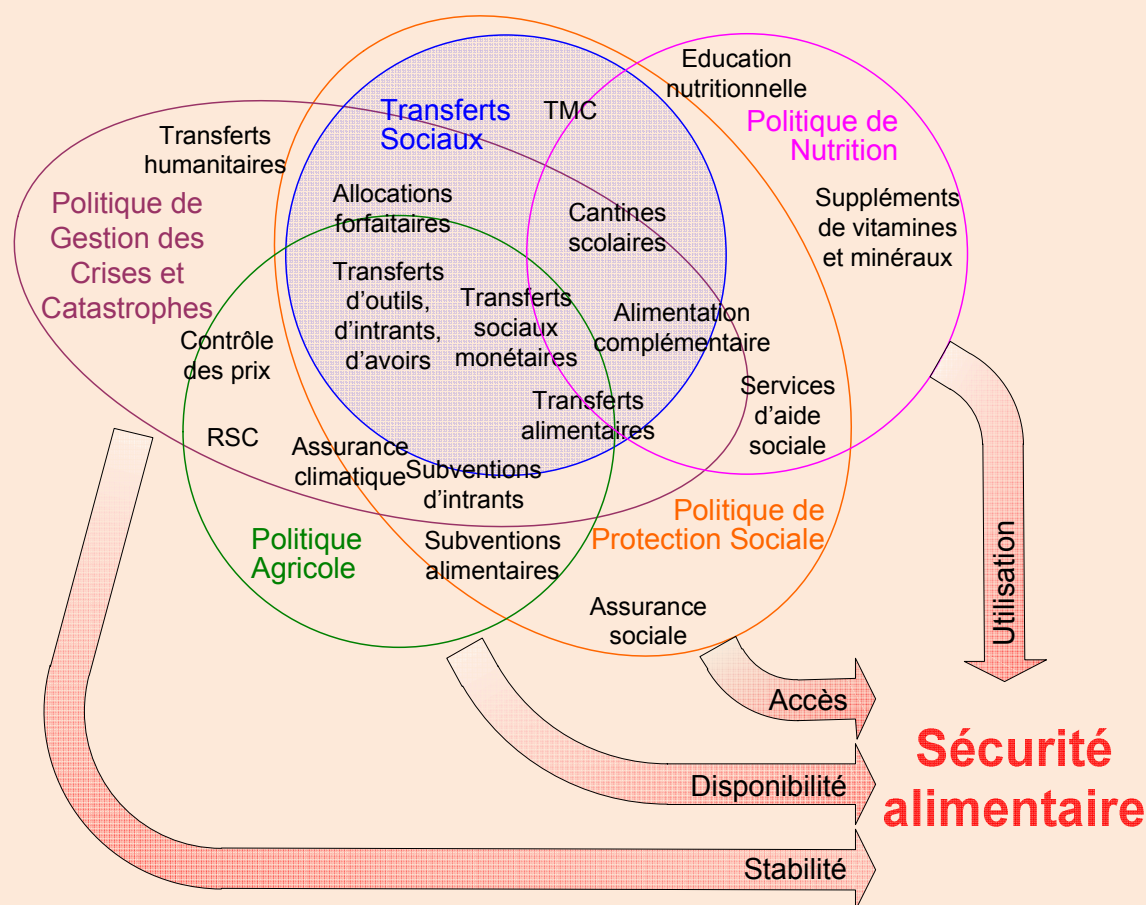 Education
nutritionnelle
Transferts
Sociaux
TMC
Politique de
Nutrition
Transferts
humanitaires
Allocations
forfaitaires
Politique de
Gestion des
Crises et
Catastrophes
Cantines
scolaires
Suppléments
de vitamines
et minéraux
Transferts
d’outils,
d’intrants,
d’avoirs
Transferts
sociaux
monétaires
Alimentation
complémentaire
Contrôle
des prix
Services
d’aide
sociale
Transferts
alimentaires
RSC
Assurance
climatique
Subventions
d’intrants
Politique de
Protection Sociale
Politique
Agricole
Subventions
alimentaires
Assurance
sociale
Utilisation
Accès
Disponibilité
Stabilité
Sécurité
alimentaire